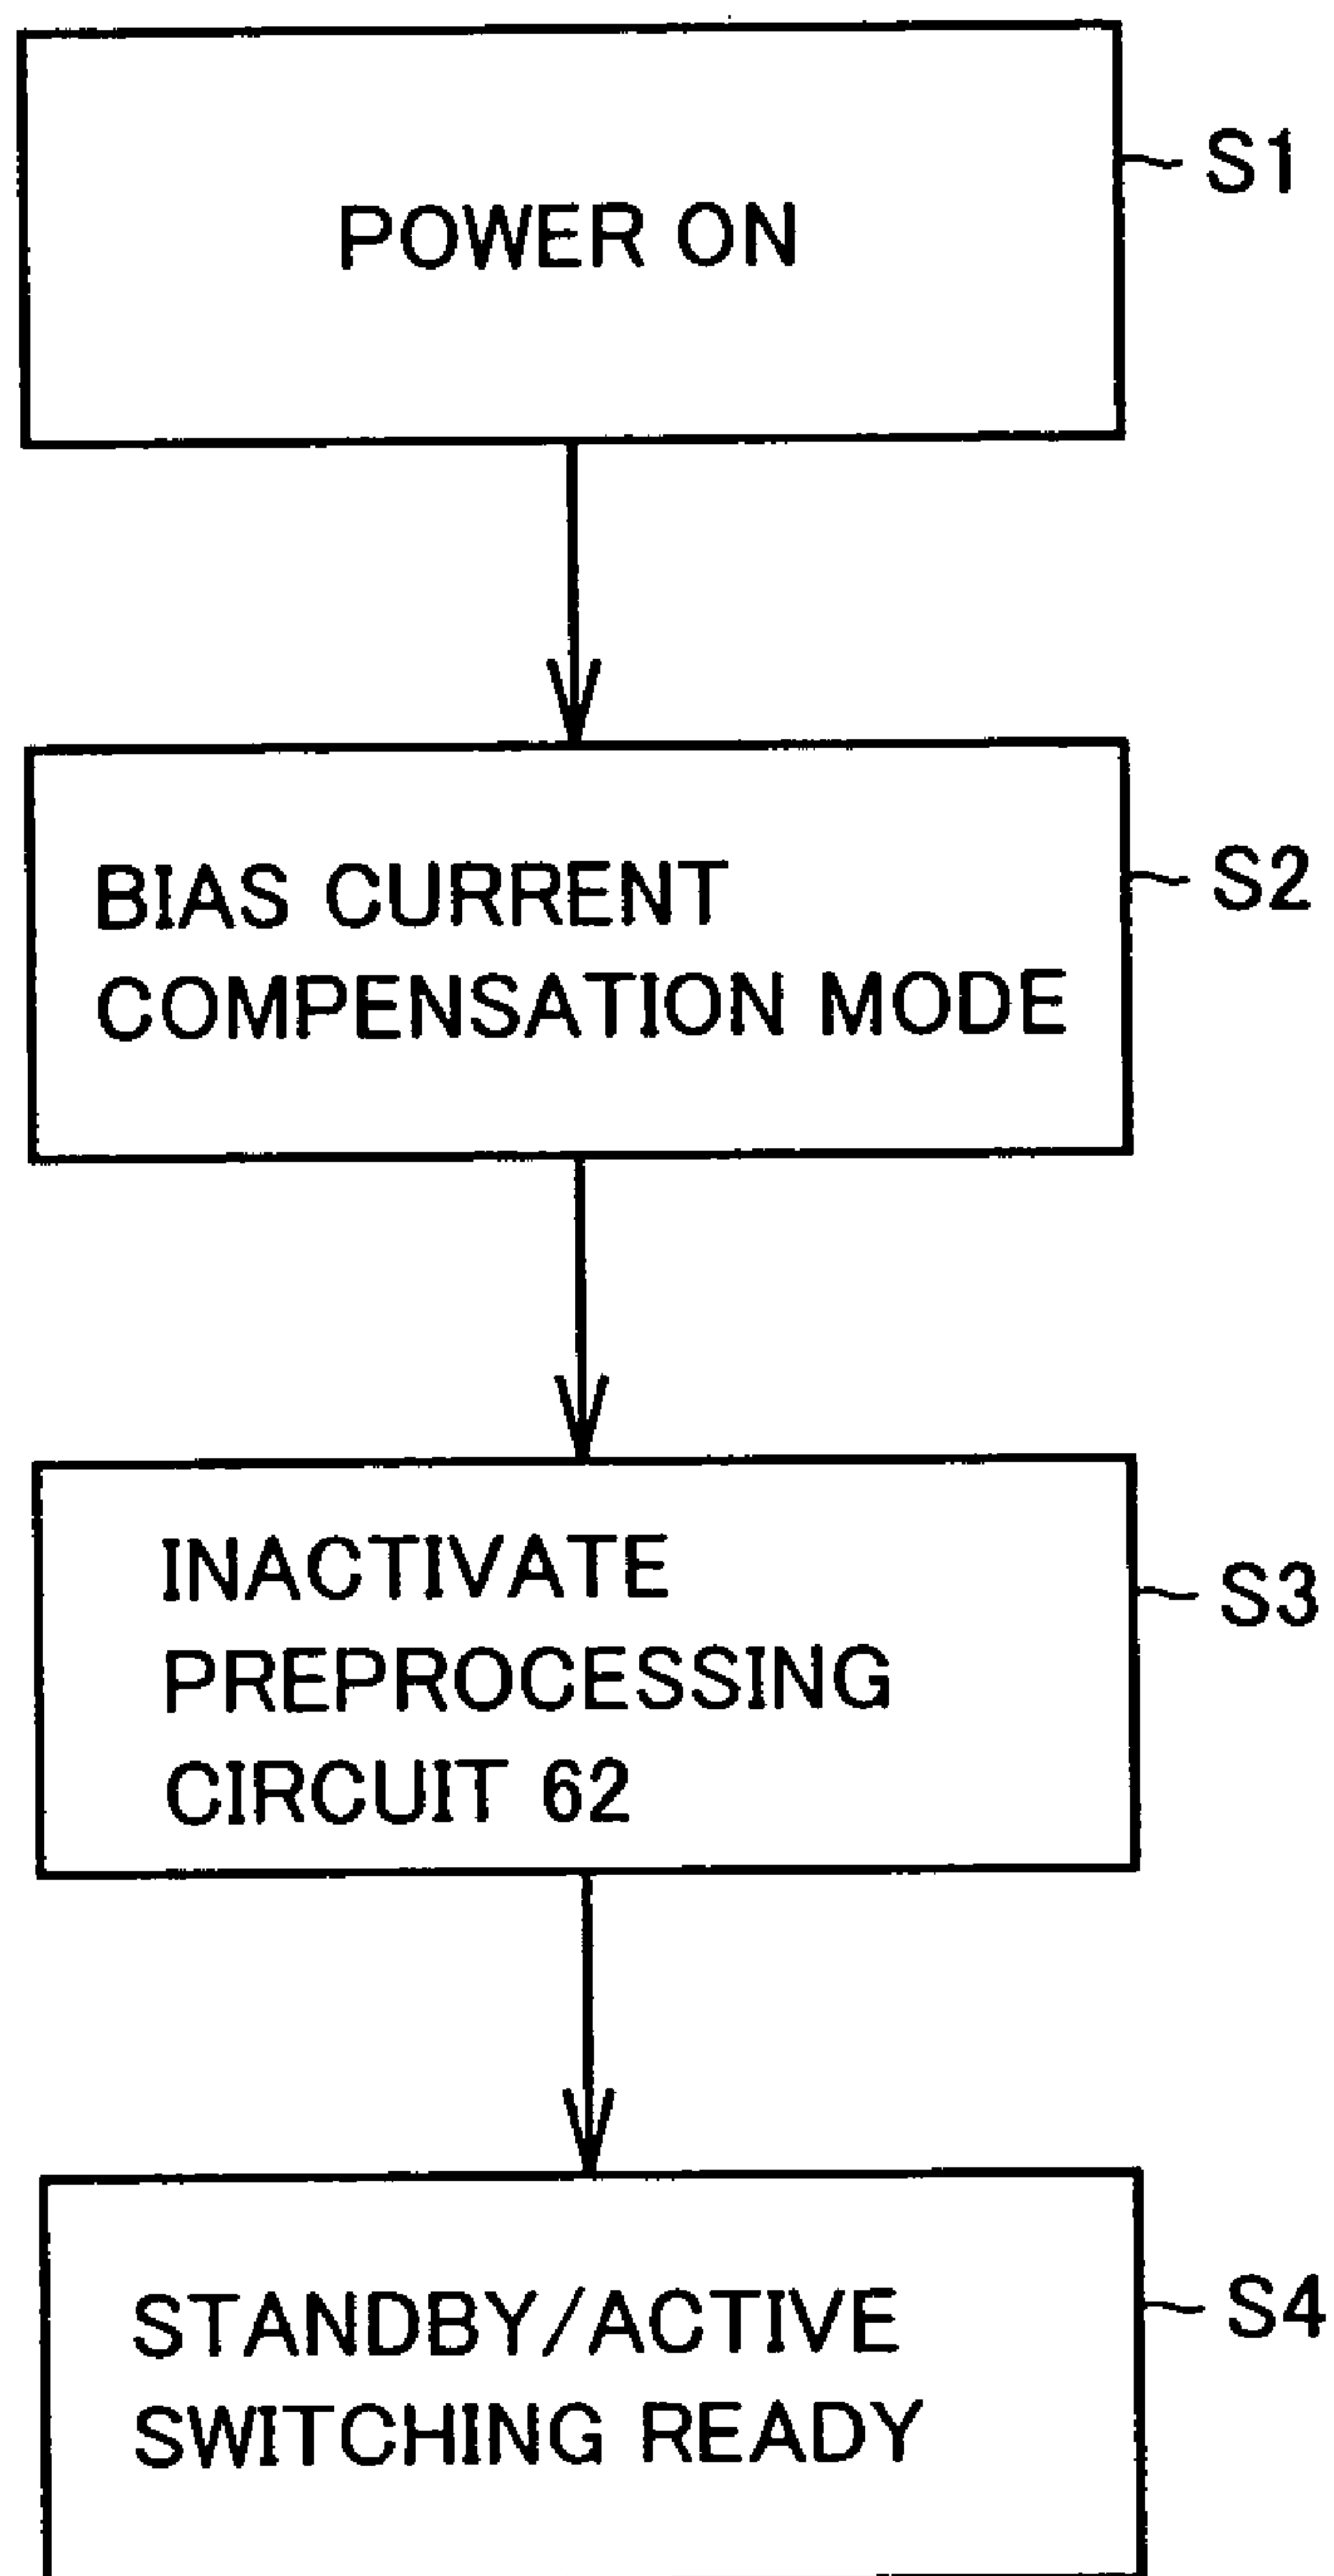 POWER ON
S1
BIAS CURRENT
COMPENSATION MODE
S2
INACTIVATE
PREPROCESSING
CIRCUIT 62
S3
STANDBY/ACTIVE
SWITCHING READY
S4